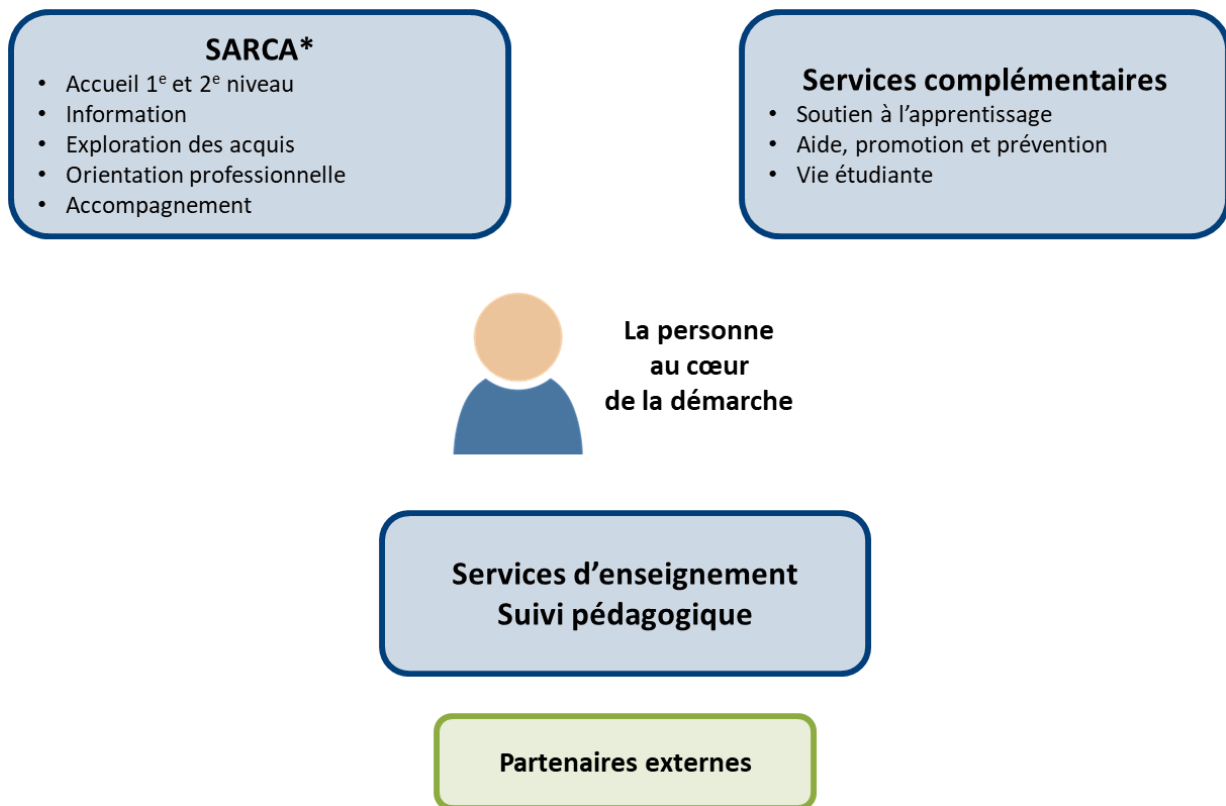 SARCA*
• Accueil 1e et 2e niveau
• Information
• Exploration des acquis
• Orientation professionnelle
• Accompagnement
Services complémentaires
• Soutien à l’apprentissage
• Aide, promotion et prévention
• Vie étudiante
La personne
au cœur
de la démarche
Services d’enseignement
Suivi pédagogique
Partenaires externes